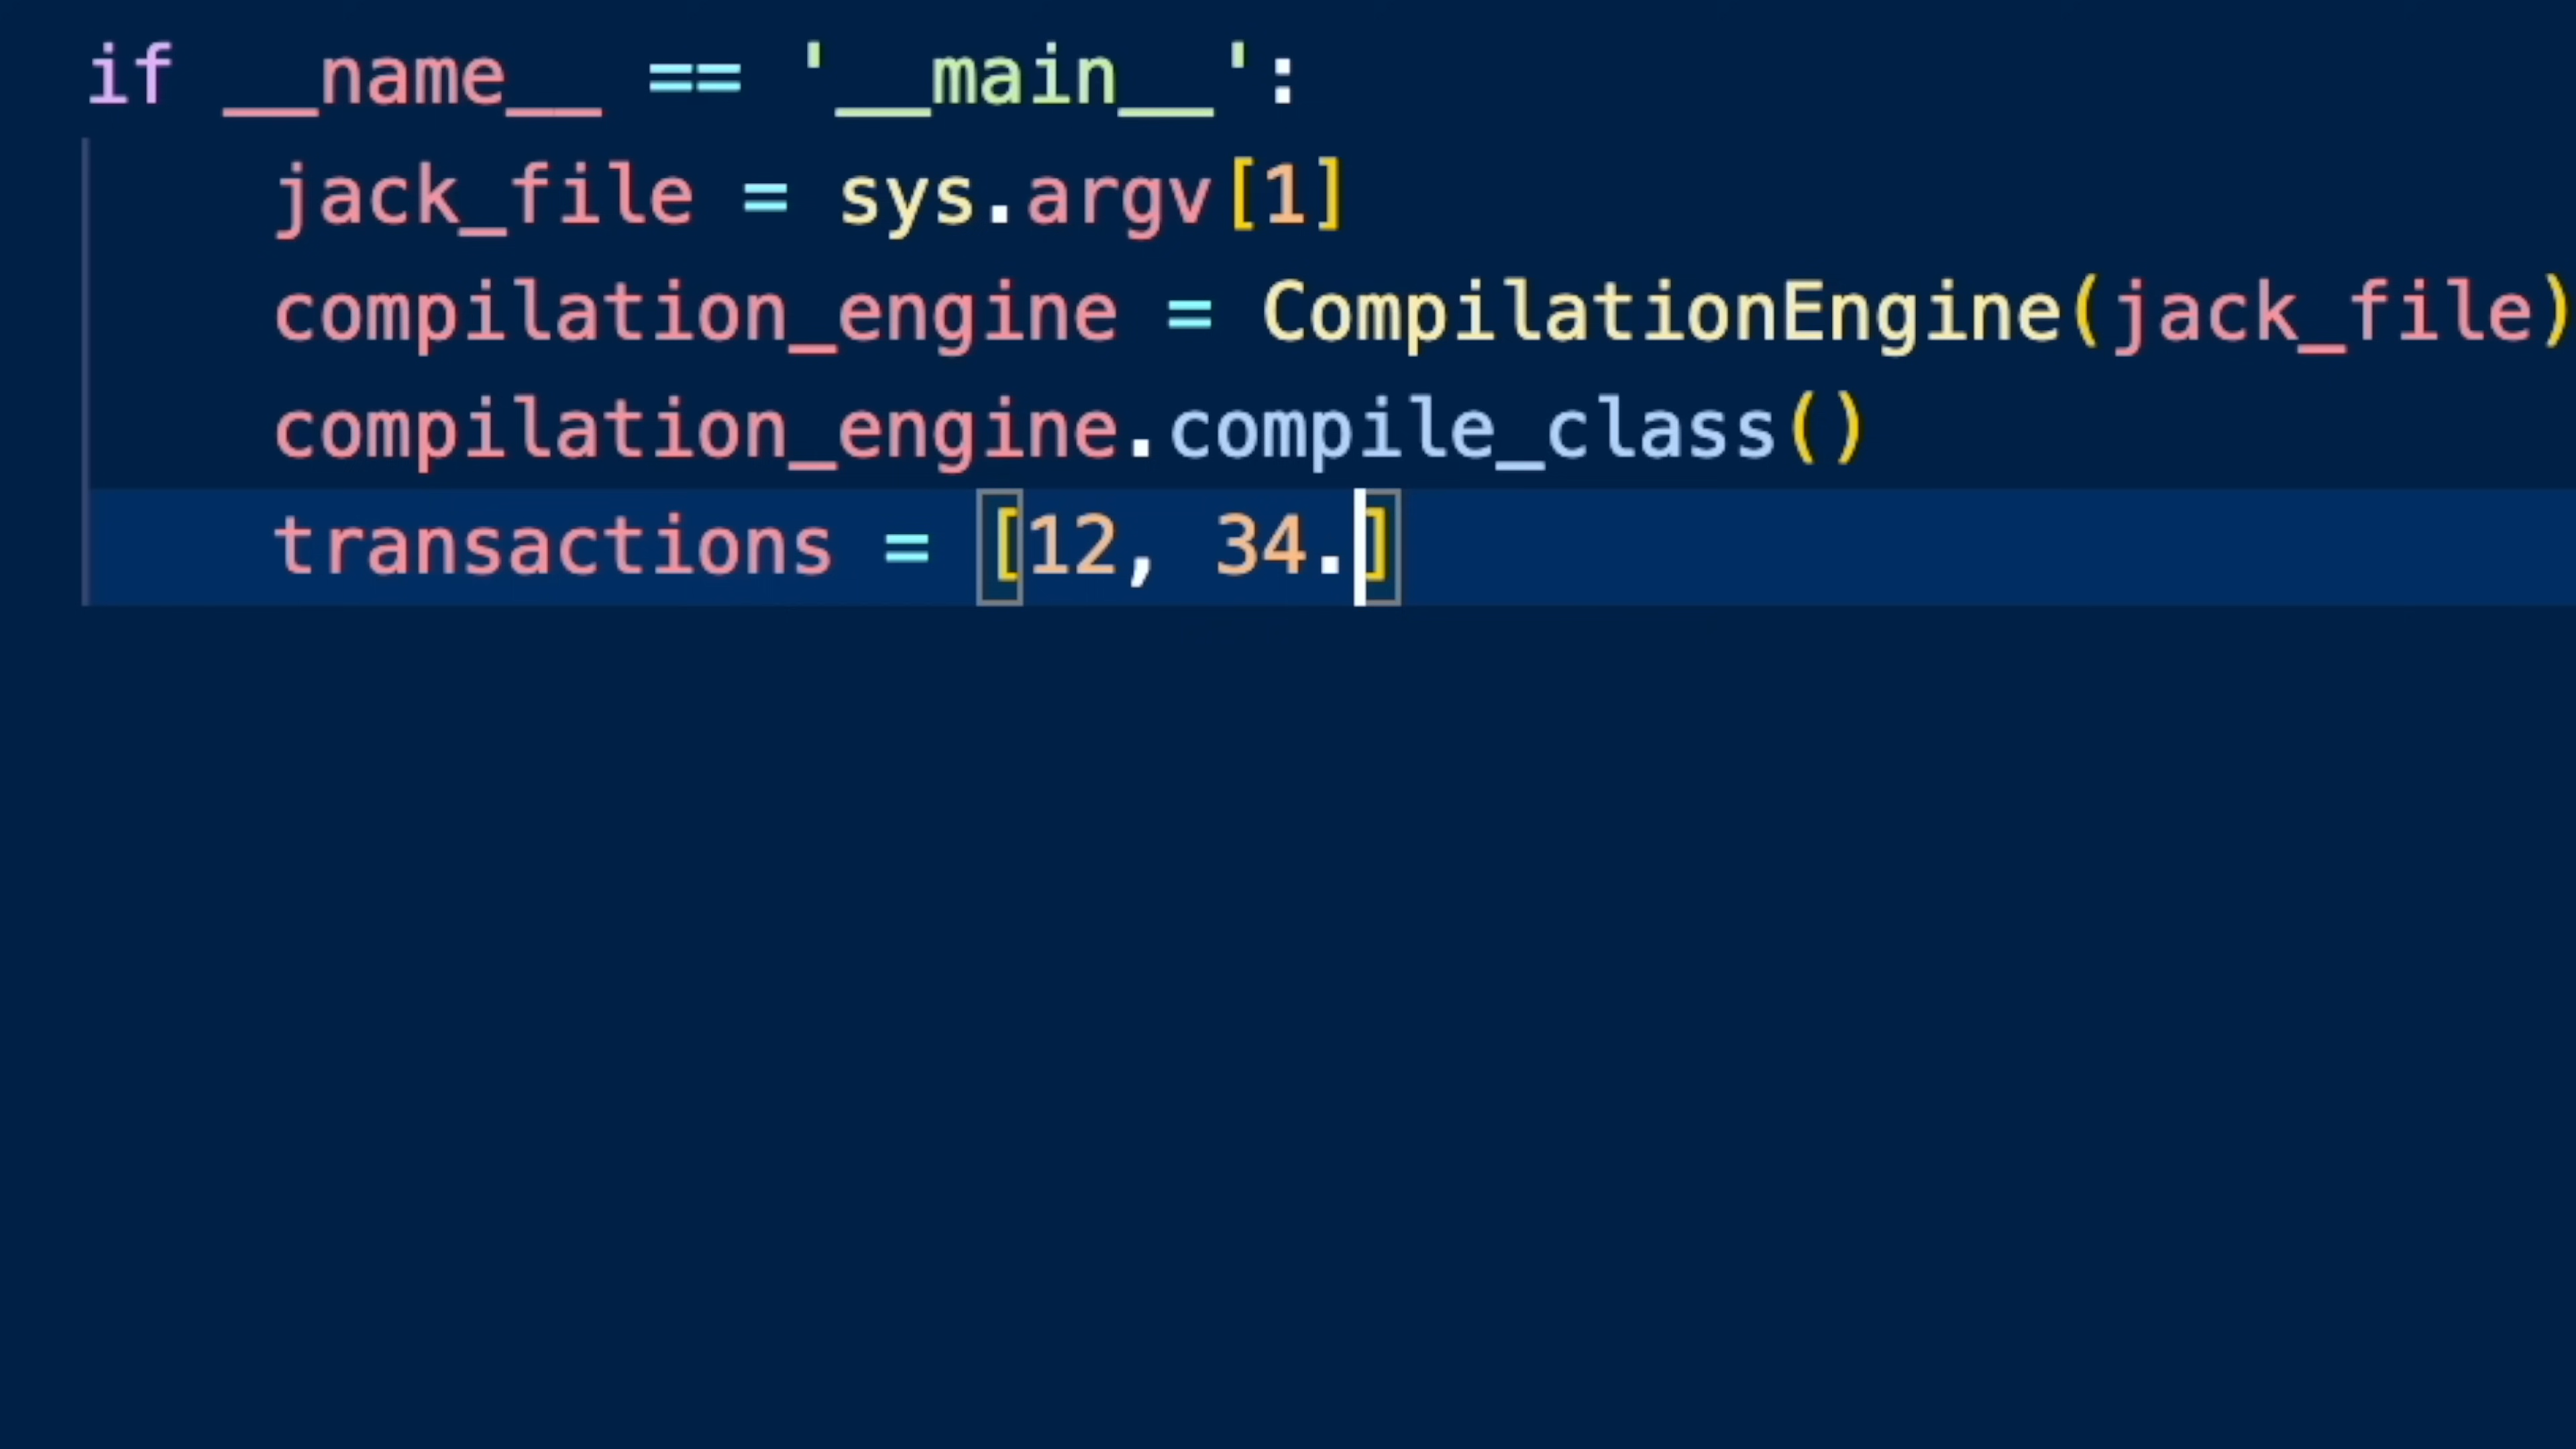 if __name__ == '__main__':
    jack_file = sys.argv[1]
    compilation_engine = CompilationEngine(jack_file)
    compilation_engine.compile_class()
    transactions = [12, 34.]